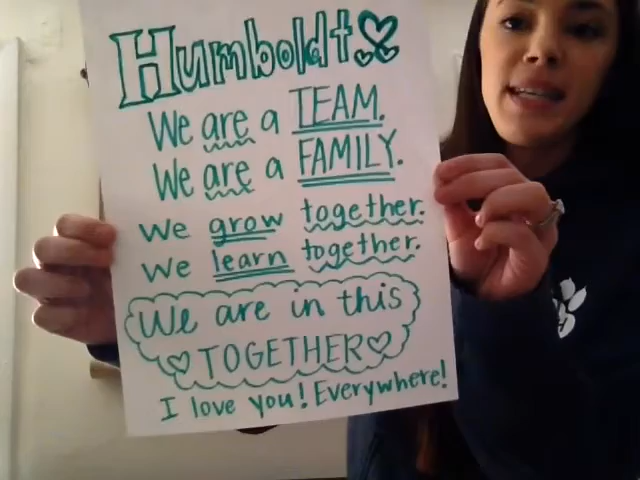 Humboldt
We are a TEAM.
We are a FAMILY.
we grow together.
we learn together.
We are in this
TOGETHER
I love you! Everywhere!